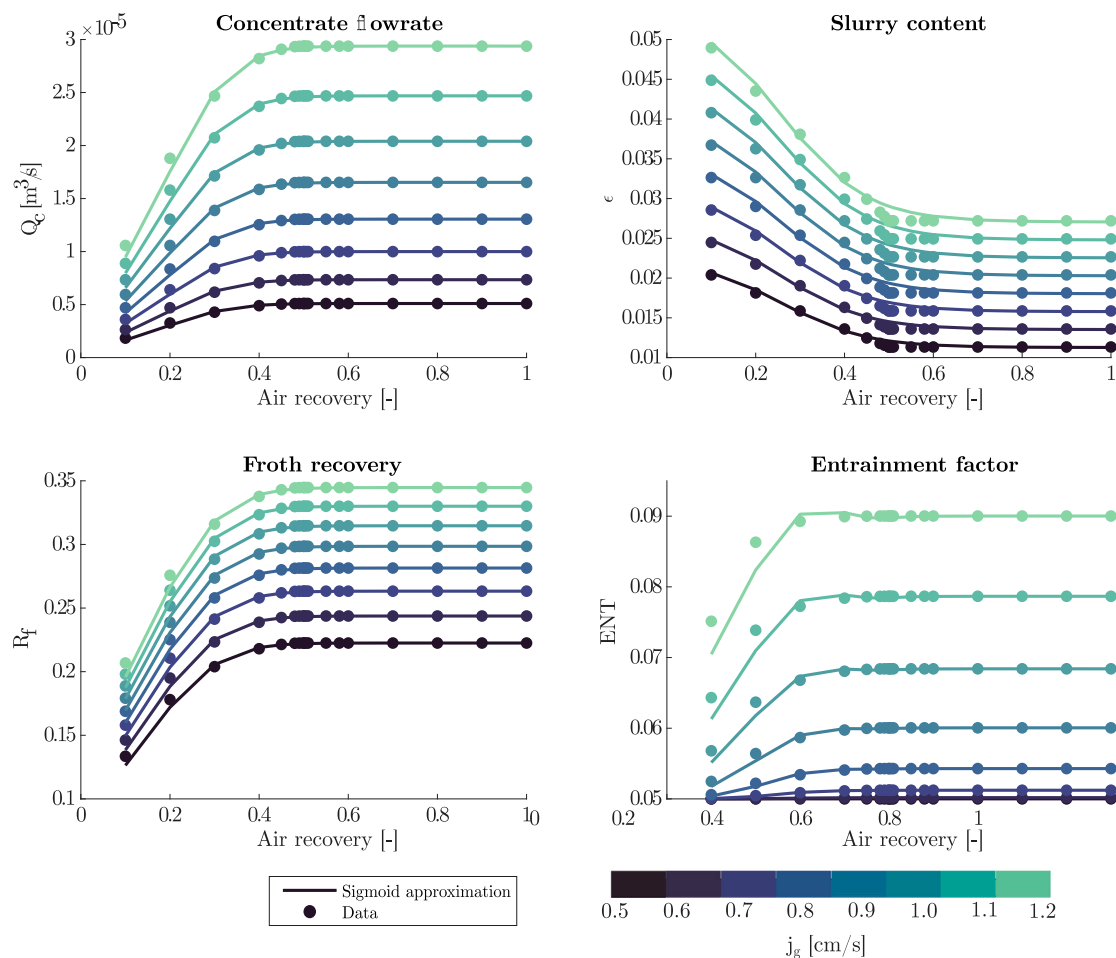 Concentrate flowrate
×10-5
3
2.5
2
1.5
1
0.5
0
Qc [m3/s]
0 0.2 0.4 0.6 0.8 1
Air recovery [-]
Slurry content
0.05
0.045
0.04
0.035
0.03
0.025
0.02
0.015
0.01
ϵ
0 0.2 0.4 0.6 0.8 1
Air recovery [-]
Froth recovery
0.35
0.3
0.25
0.2
0.15
0.1
Rf
0 0.2 0.4 0.6 0.8 1
Air recovery [-]
Entrainment factor
0.09
0.08
0.07
0.06
0.05
ENT
0 0.2 0.4 0.6 0.8 1
Air recovery [-]
Sigmoid approximation
Data
0.5 0.6 0.7 0.8 0.9 1.0 1.1 1.2
jg [cm/s]